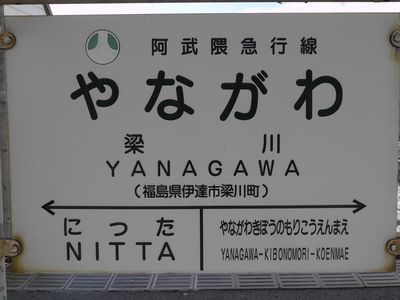 阿武隈急行線
やながわ
梁川
YANAGAWA
（福島県伊達市梁川町）
にった
NITTA
やながわきぼうのもりこうえんまえ
YANAGAWA-KIBONOMORI-KOENMAE